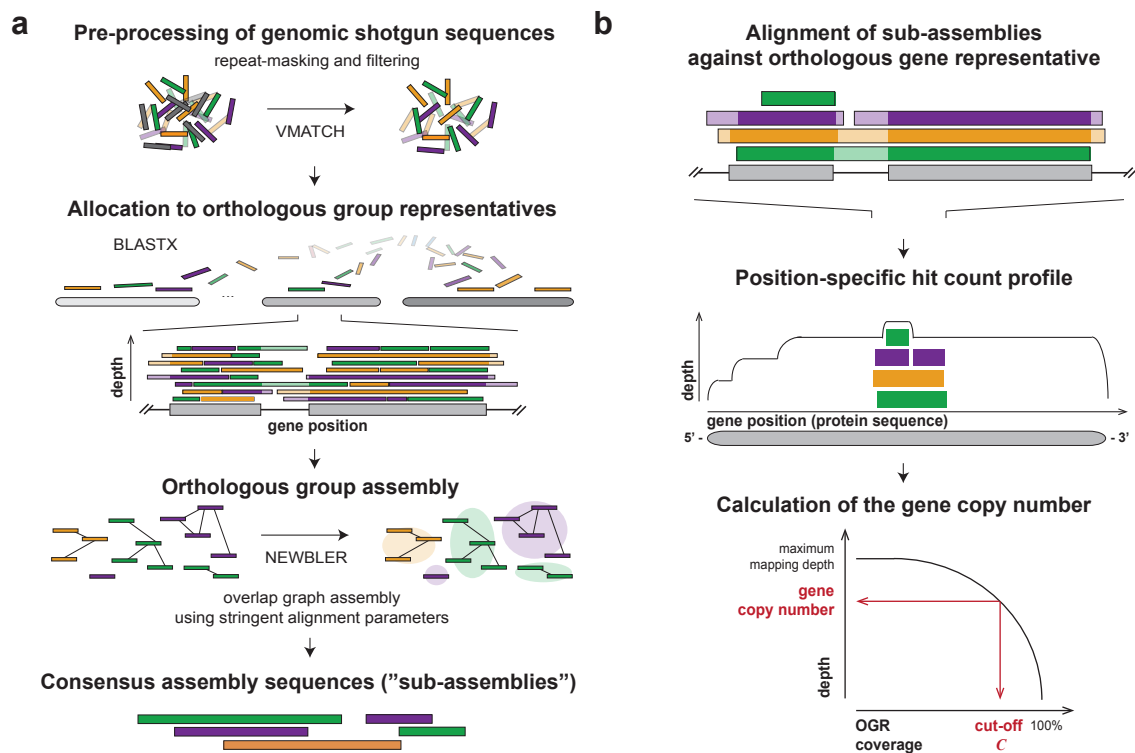 a
Pre-processing of genomic shotgun sequences
repeat-masking and filtering
VMATCH
Allocation to orthologous group representatives
BLASTX
...
depth
gene position
Orthologous group assembly
NEWBLER
overlap graph assembly
using stringent alignment parameters
Consensus assembly sequences (”sub-assemblies”)
b
Alignment of sub-assemblies
against orthologous gene representative
Position-specific hit count profile
depth
gene position (protein sequence)
5’ -
- 3’
Calculation of the gene copy number
maximum
mapping depth
gene
copy number
depth
OGR
coverage
cut-off
C
100%